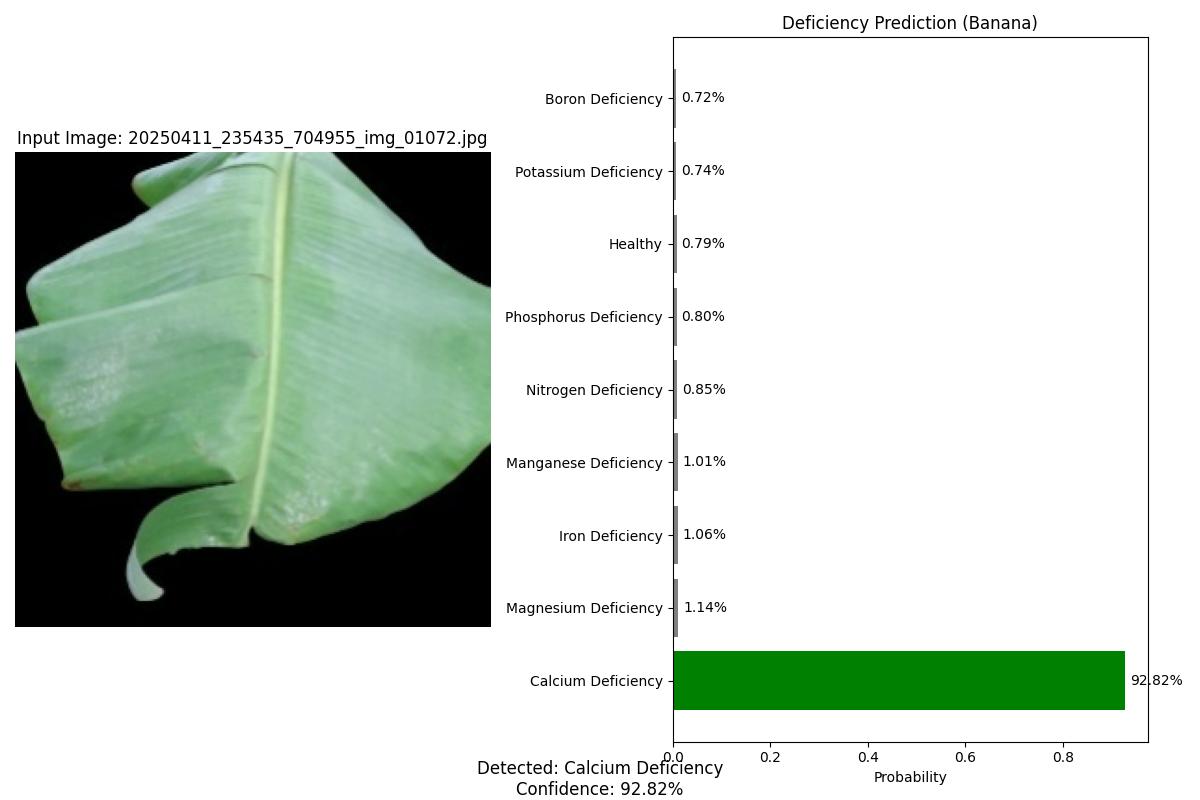 Deficiency Prediction (Banana)
Input Image: 20250411_235435_704955_img_01072.jpg
Boron Deficiency 0.72%
Potassium Deficiency 0.74%
Healthy 0.79%
Phosphorus Deficiency 0.80%
Nitrogen Deficiency 0.85%
Manganese Deficiency 1.01%
Iron Deficiency 1.06%
Magnesium Deficiency 1.14%
Calcium Deficiency 92.82%
0.0 0.2 0.4 0.6 0.8
Probability
Detected: Calcium Deficiency
Confidence: 92.82%